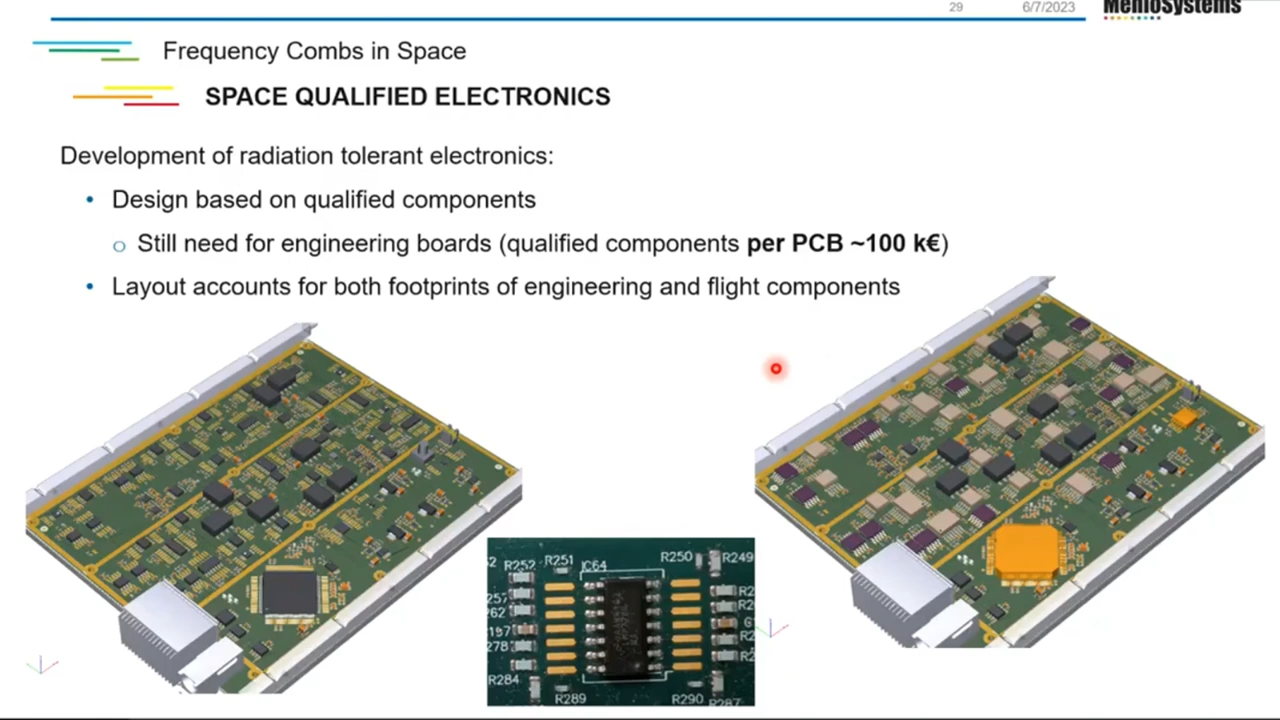 29
6/7/2023
MenloSystems
Frequency Combs in Space
SPACE QUALIFIED ELECTRONICS
Development of radiation tolerant electronics:
• Design based on qualified components
o Still need for engineering boards (qualified components per PCB ~100 k€)
• Layout accounts for both footprints of engineering and flight components
R252 R251 IC64 R250 R249
257
262
197
278
R284
R289 R290 R287